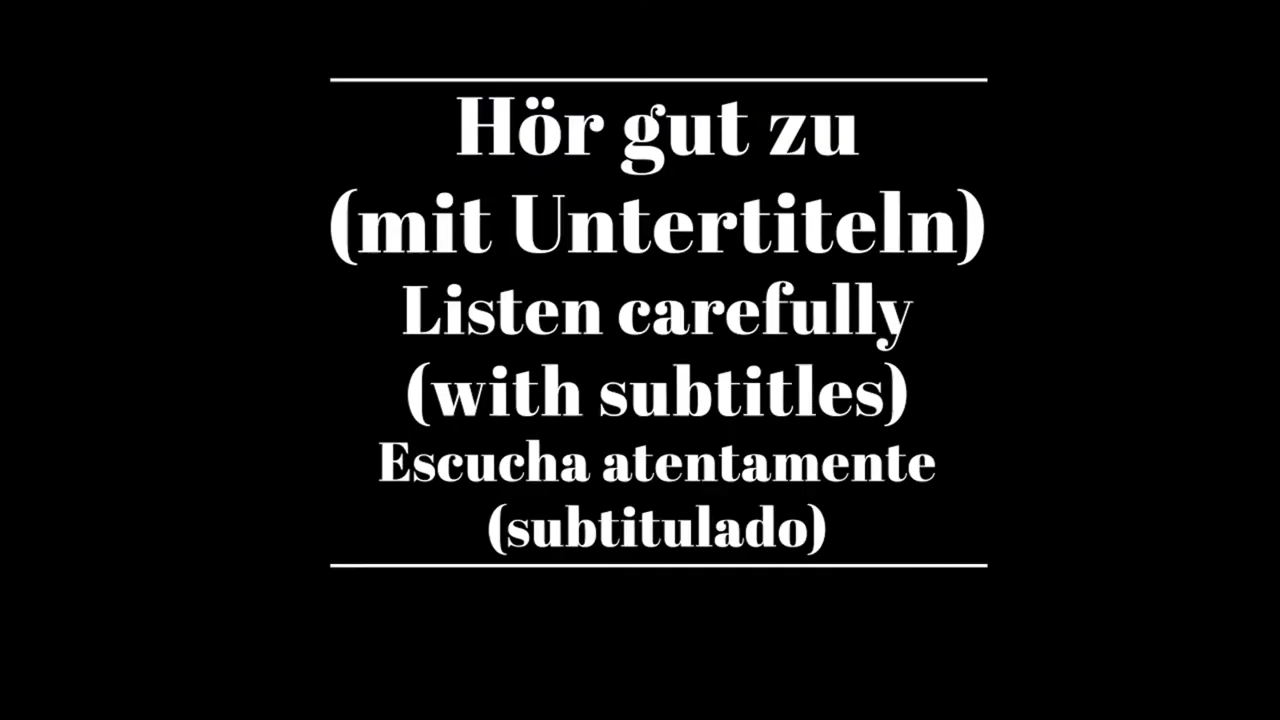 Hör gut zu
(mit Untertiteln)
Listen carefully
(with subtitles)
Escucha atentamente
(subtitulado)